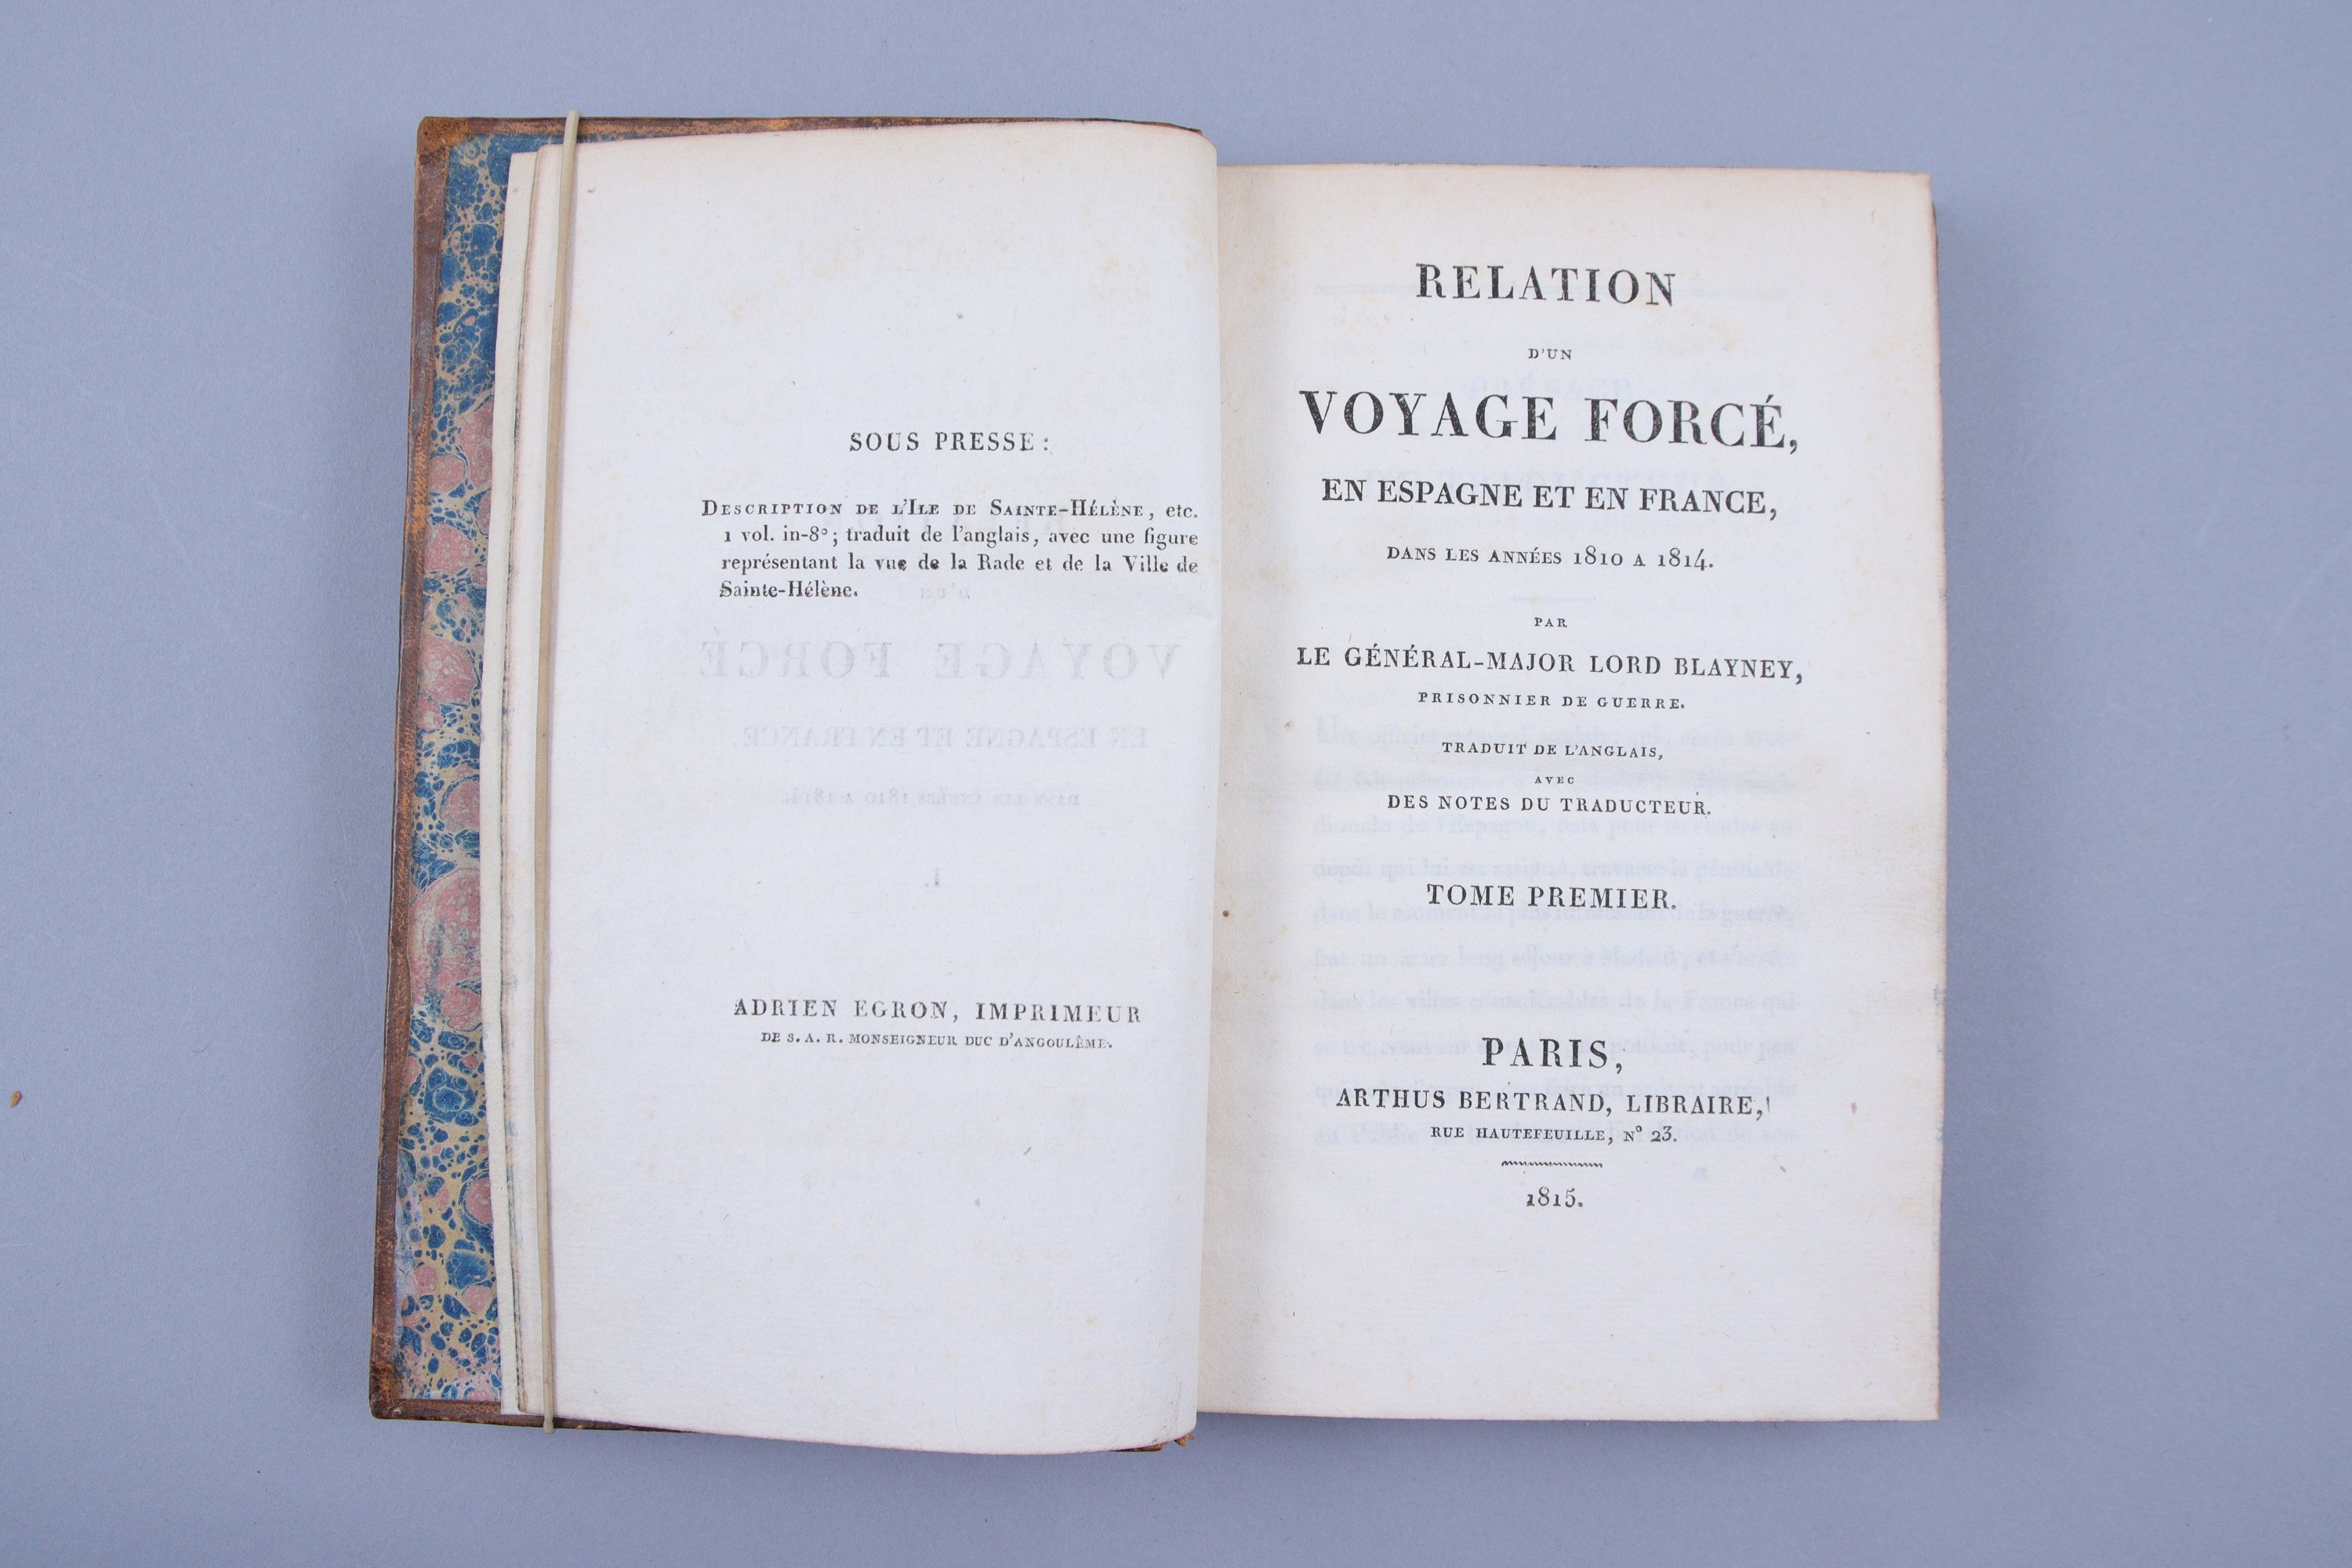 SOUS PRESSE :
DESCRIPTION DE L'ILE DE SAINTE-HÉLÈNE, etc.
1 vol. in-8°; traduit de l'anglais, avec une figure
représentant la vue de la Rade et de la Ville de
Sainte-Hélène.
ADRIEN EGRON, IMPRIMEUR
DE S. A. R. MONSEIGNEUR DUC D'ANGOULÊME.
RELATION
D'UN
VOYAGE FORCÉ,
EN ESPAGNE ET EN FRANCE,
DANS LES ANNÉES 1810 A 1814.
PAR
LE GÉNÉRAL-MAJOR LORD BLAYNEY,
PRISONNIER DE GUERRE.
TRADUIT DE L'ANGLAIS,
AVEC
DES NOTES DU TRADUCTEUR.
TOME PREMIER.
PARIS,
ARTHUS BERTRAND, LIBRAIRE,
RUE HAUTEFEUILLE, N° 23.
1815.